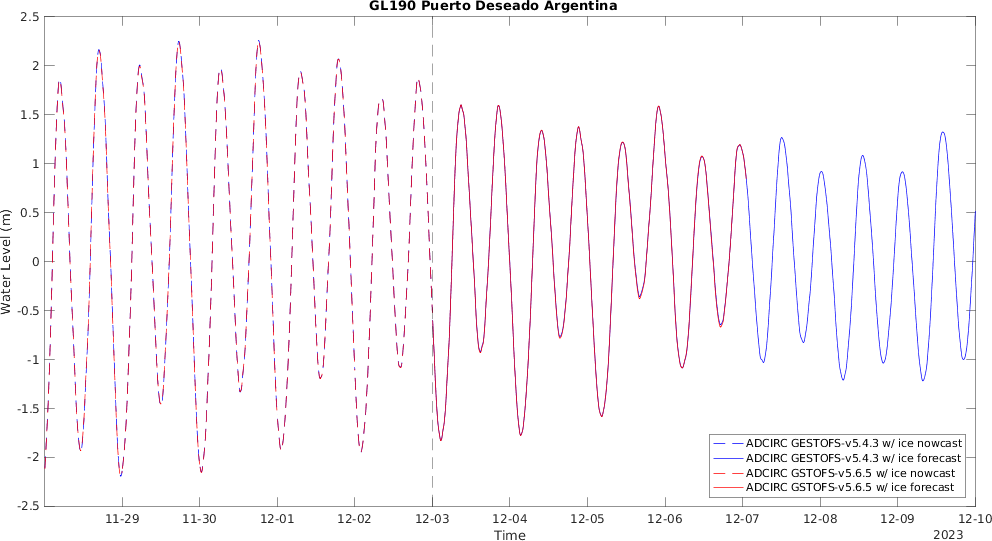 GL190 Puerto Deseado Argentina
2.5
2
1.5
1
0.5
0
-0.5
-1
-1.5
-2
-2.5
Water Level (m)
ADCIRC GESTOFS-v5.4.3 w/ ice nowcast
ADCIRC GESTOFS-v5.4.3 w/ ice forecast
ADCIRC GSTOFS-v5.6.5 w/ ice nowcast
ADCIRC GSTOFS-v5.6.5 w/ ice forecast
11-29 11-30 12-01 12-02 12-03 12-04 12-05 12-06 12-07 12-08 12-09 12-10
Time
2023